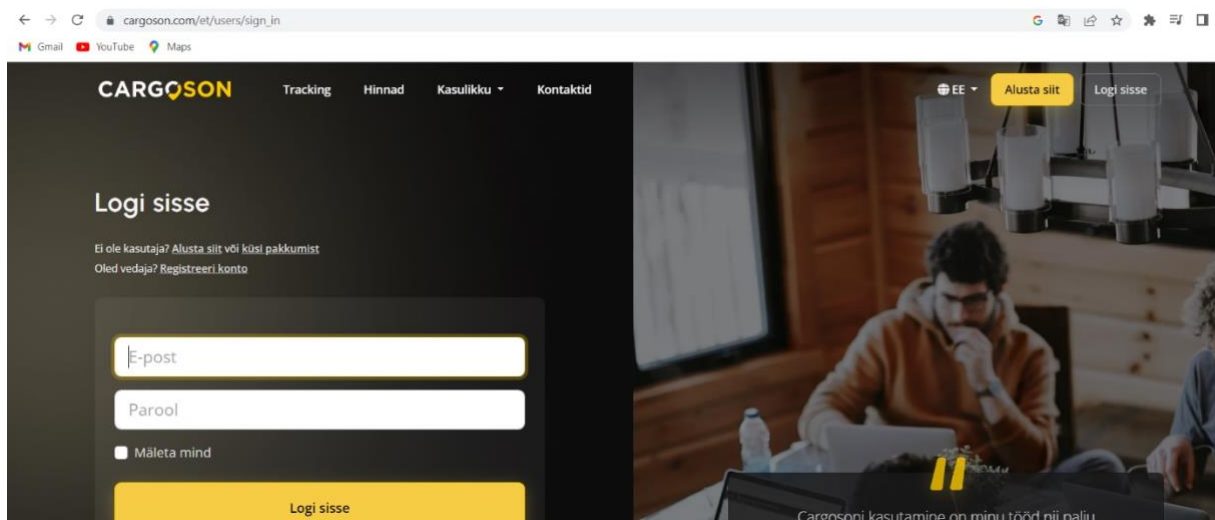 cargoson.com/et/users/sign_in
Gmail YouTube Maps
CARGOSON Tracking Hinnad Kasulikku Kontaktid EE Alusta siit Logi sisse
Logi sisse
Ei ole kasutaja? Alusta siit või küsi pakkumist
Oled vedaja? Registreeri konto
E-post
Parool
Mäleta mind
Logi sisse
Cargosoni kasutamine on minu tööd nii palju